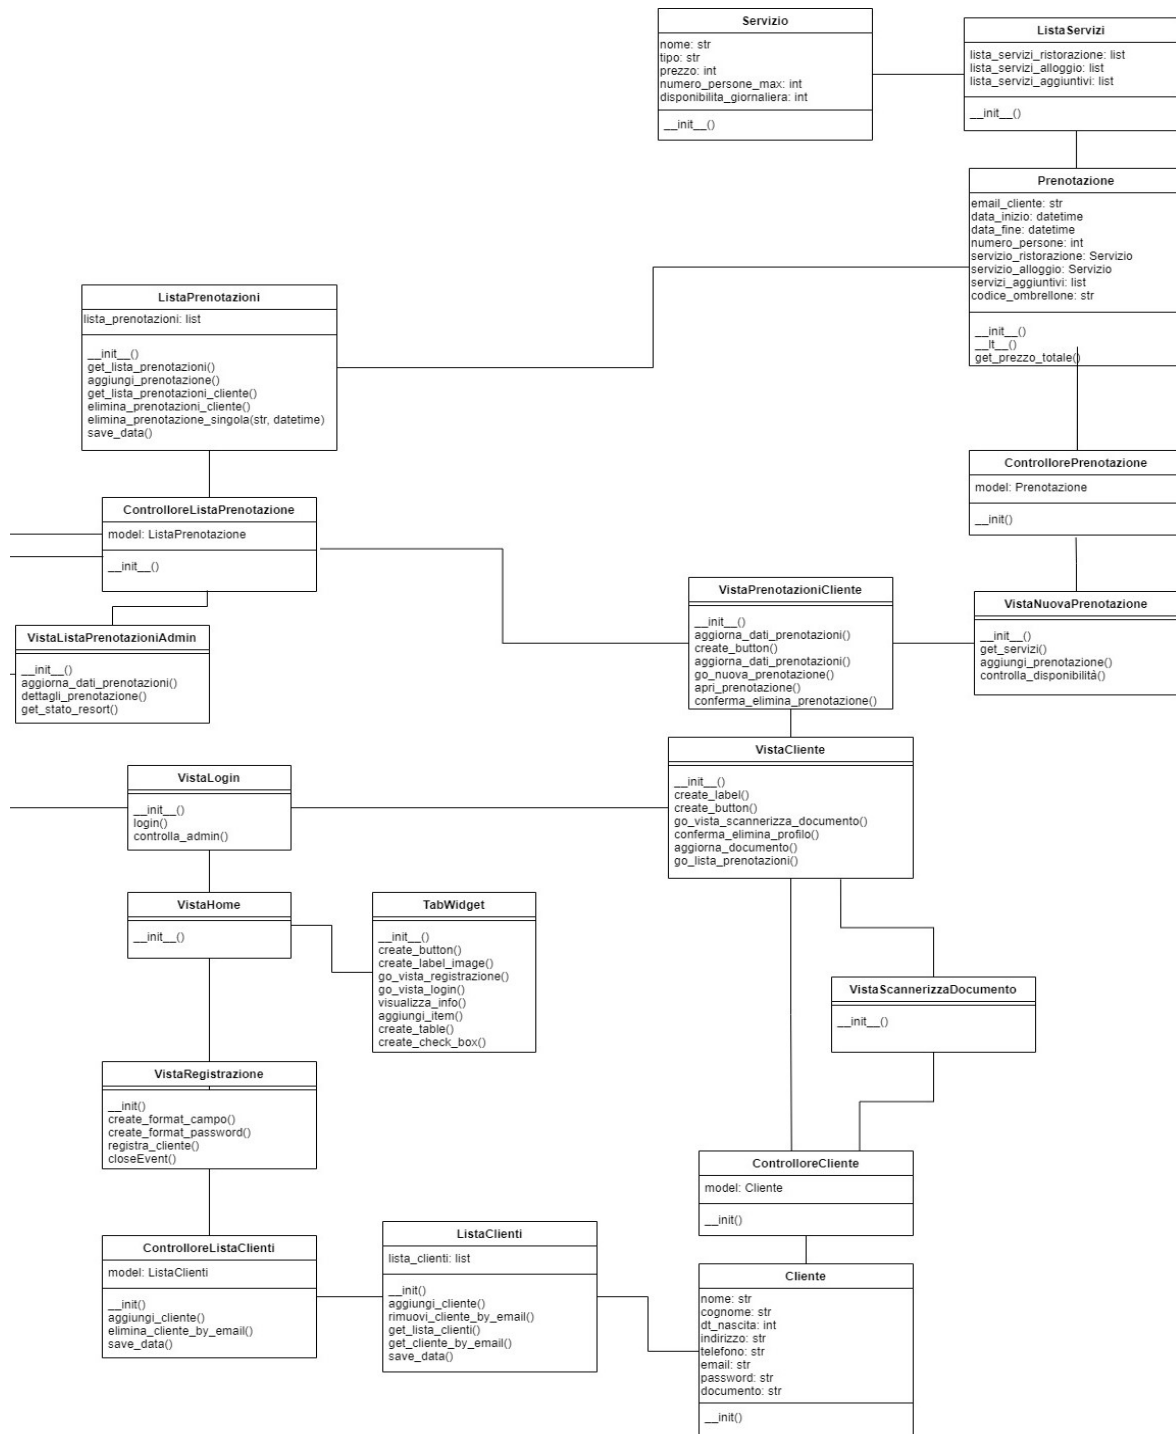 Servizio
nome: str
tipo: str
prezzo: int
numero_persone_max: int
disponibilita_giornaliera: int
__init__()
ListaServizi
lista_servizi_ristorazione: list
lista_servizi_alloggio: list
lista_servizi_aggiuntivi: list
__init__()
Prenotazione
email_cliente: str
data_inizio: datetime
data_fine: datetime
numero_persone: int
servizio_ristorazione: Servizio
servizio_alloggio: Servizio
servizi_aggiuntivi: list
codice_ombrellone: str
__init__()
__lt__()
get_prezzo_totale()
ListaPrenotazioni
lista_prenotazioni: list
__init__()
get_lista_prenotazioni()
aggiungi_prenotazione()
get_lista_prenotazioni_cliente()
elimina_prenotazioni_cliente()
elimina_prenotazione_singola(str, datetime)
save_data()
ControllorePrenotazione
model: Prenotazione
__init()
ControlloreListaPrenotazione
model: ListaPrenotazione
__init__()
VistaPrenotazioniCliente
__init__()
aggiorna_dati_prenotazioni()
create_button()
aggiorna_dati_prenotazioni()
go_nuova_prenotazione()
apri_prenotazione()
conferma_elimina_prenotazione()
VistaNuovaPrenotazione
__init__()
get_servizi()
aggiungi_prenotazione()
controlla_disponibilità()
VistaListaPrenotazioniAdmin
__init__()
aggiorna_dati_prenotazioni()
dettagli_prenotazione()
get_stato_resort()
VistaCliente
__init__()
create_label()
create_button()
go_vista_scannerizza_documento()
conferma_elimina_profilo()
aggiorna_documento()
go_lista_prenotazioni()
VistaLogin
__init__()
login()
controlla_admin()
VistaHome
__init__()
TabWidget
__init__()
create_button()
create_label_image()
go_vista_registrazione()
go_vista_login()
visualizza_info()
aggiungi_item()
create_table()
create_check_box()
VistaScannerizzaDocumento
__init__()
VistaRegistrazione
__init()
create_format_campo()
create_format_password()
registra_cliente()
closeEvent()
ControlloreCliente
model: Cliente
__init()
ControlloreListaClienti
model: ListaClienti
__init()
aggiungi_cliente()
elimina_cliente_by_email()
save_data()
ListaClienti
lista_clienti: list
__init()
aggiungi_cliente()
rimuovi_cliente_by_email()
get_lista_clienti()
get_cliente_by_email()
save_data()
Cliente
nome: str
cognome: str
dt_nascita: int
indirizzo: str
telefono: str
email: str
password: str
documento: str
__init()